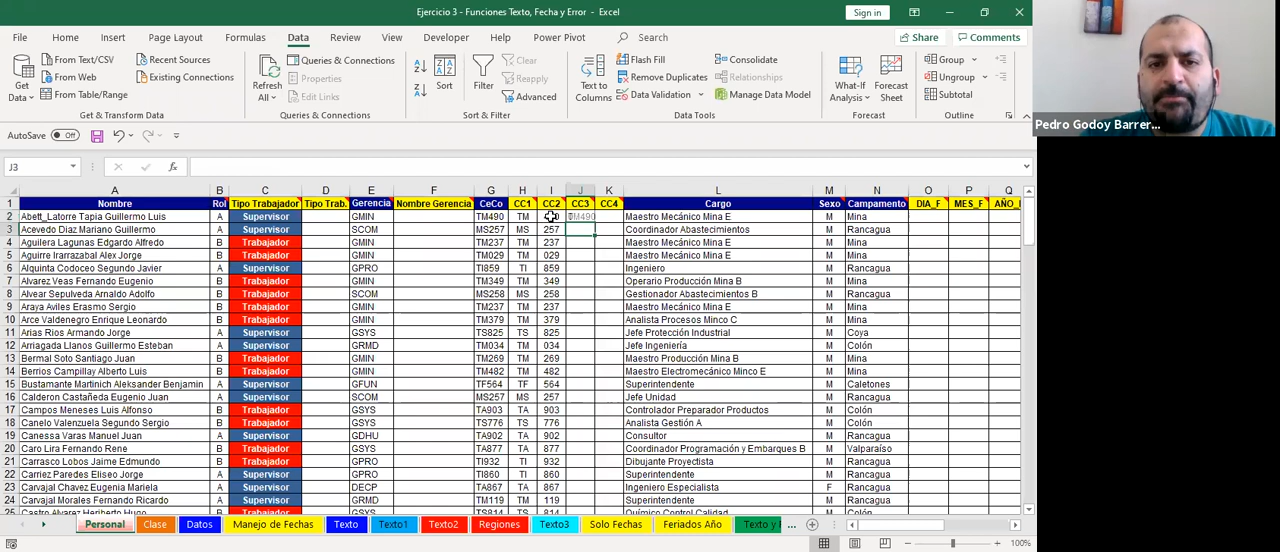 Ejercicio 3 - Funciones Texto, Fecha y Error - Excel
Sign in
File Home Insert Formulas Data Review View Developer Help Power Pivot Search Share Comments
From Text/CSV Recent Sources Queries & Connections Clear Flash Fill Consolidate Group
Get Data From Web Existing Connections Refresh All Properties Sort Filter Reapply Text to Columns Remove Duplicates Relationships What-If Analysis Forecast Sheet Ungroup
From Table/Range Edit Links Advanced Data Validation Manage Data Model Subtotal
Get & Transform Data Queries & Connections Sort & Filter Data Tools Forecast Outline
AutoSave Off
Pedro Godoy Barrer...
J3 fx
A B C D E F G H I J K L M N O P Q
1 Nombre Rol Tipo Trabajador Tipo Trab. Gerencia Nombre Gerencia CeCo CC1 CC2 CC3 CC4 Cargo Sexo Campamento DIA_F MES_F
2 Abett_Latorre Tapia Guillermo Luis A Supervisor GMIN TM490 TM TM490 Maestro Mecánico Mina E M Mina
3 Acevedo Diaz Mariano Guillermo A Supervisor SCOM MS257 MS 257 Coordinador Abastecimientos M Rancagua
4 Aguilera Lagunas Edgardo Alfredo B Trabajador GMIN TM237 TM 237 Maestro Mecánico Mina E M Mina
5 Aguirre Irarrazabal Alex Jorge B Trabajador GMIN TM029 TM 029 Maestro Mecánico Mina E M Mina
6 Alquinta Codoceo Segundo Javier A Supervisor GPRO TI859 TI 859 Ingeniero M Rancagua
7 Alvarez Veas Fernando Eugenio B Trabajador GMIN TM349 TM 349 Operario Producción Mina B M Mina
8 Alvear Sepulveda Arnaldo Adolfo B Trabajador SCOM MS258 MS 258 Gestionador Abastecimientos B M Rancagua
9 Araya Aviles Erasmo Sergio B Trabajador GMIN TM237 TM 237 Maestro Mecánico Mina E M Mina
10 Arce Valdenegro Enrique Leonardo B Trabajador GMIN TM379 TM 379 Analista Procesos Minco C M Mina
11 Arias Rios Armando Jorge A Supervisor GSYS TS825 TS 825 Jefe Protección Industrial M Coya
12 Arriagada Llanos Guillermo Esteban A Supervisor GRMD TM034 TM 034 Jefe Ingeniería M Colón
13 Bermal Soto Santiago Juan B Trabajador GMIN TM269 TM 269 Maestro Producción Mina B M Mina
14 Berrios Campillay Alberto Luis B Trabajador GMIN TM482 TM 482 Maestro Electromecánico Minco E M Mina
15 Bustamante Martinich Aleksander Benjamin A Supervisor GFUN TF564 TF 564 Superintendente M Caletones
16 Calderon Castaneda Eugenio Juan A Supervisor SCOM MS257 MS 257 Jefe Unidad M Rancagua
17 Campos Meneses Luis Alfonso B Trabajador GSYS TA903 TA 903 Controlador Preparador Productos M Colón
18 Canelo Valenzuela Segundo Sergio B Trabajador GSYS TS776 TS 776 Analista Gestión A M Colón
19 Canessa Varas Manuel Juan A Supervisor GDHU TA902 TA 902 Consultor M Rancagua
20 Caro Lira Fernando Rene B Trabajador GSYS TA877 TA 877 Coordinador Programación y Embarques B M Valparaíso
21 Carrasco Lobos Jaime Edmundo B Trabajador GPRO TI932 TI 932 Dibujante Proyectista M Rancagua
22 Carriez Paredes Eliseo Jorge A Supervisor GPRO TI860 TI 860 Ingeniero M Rancagua
23 Carvajal Chavez Eugenia Mariela A Supervisor DECP TA867 TA 867 Ingeniero Especialista F Rancagua
24 Carvajal Morales Fernando Ricardo A Supervisor GRMD TM119 TM 119 Superintendente M Colón
25 Castro Alvarez Heriberto Hugo B Trabajador GSYS TS814 TS 814 Químico Control Calidad M Colón
Personal Clase Datos Manejo de Fechas Texto Texto1 Texto2 Regiones Texto3 Solo Fechas Feriados Año ...
100%